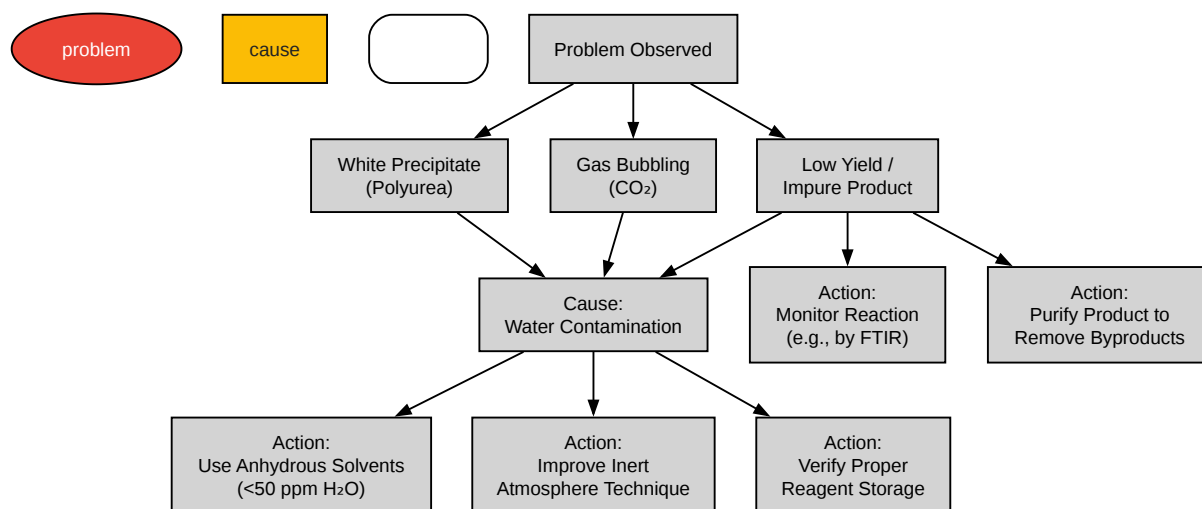 problem
cause
Problem Observed
White Precipitate
(Polyurea)
Gas Bubbling
(CO₂)
Low Yield /
Impure Product
Cause:
Water Contamination
Action:
Monitor Reaction
(e.g., by FTIR)
Action:
Purify Product to
Remove Byproducts
Action:
Use Anhydrous Solvents
(<50 ppm H₂O)
Action:
Improve Inert
Atmosphere Technique
Action:
Verify Proper
Reagent Storage